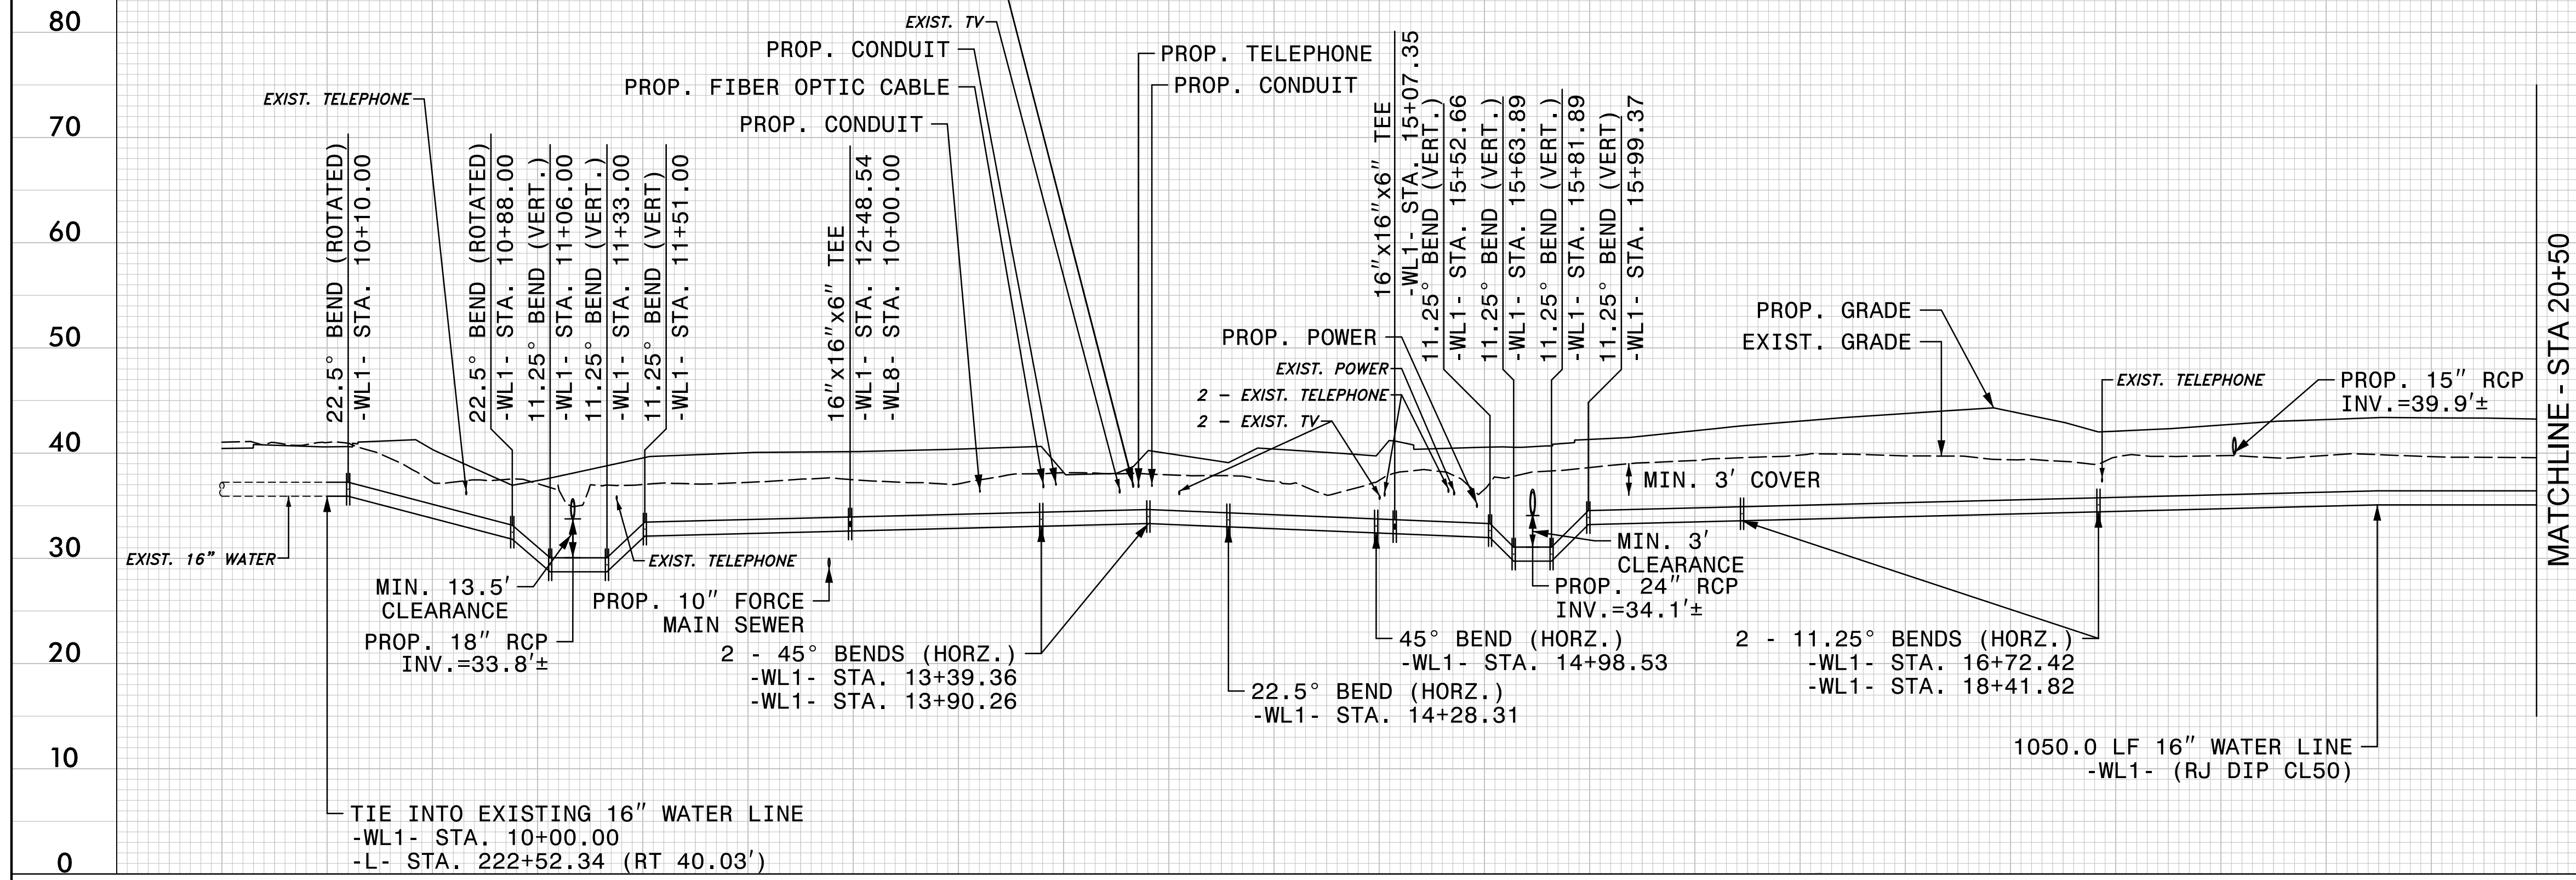 80
70
60
50
40
30
20
10
0
EXIST. TV
PROP. CONDUIT
PROP. FIBER OPTIC CABLE
PROP. CONDUIT
PROP. TELEPHONE
PROP. CONDUIT
EXIST. TELEPHONE
22.5° BEND (ROTATED)
-WL1- STA. 10+10.00
22.5° BEND (ROTATED)
-WL1- STA. 10+88.00
11.25° BEND (VERT.)
-WL1- STA. 11+06.00
11.25° BEND (VERT.)
-WL1- STA. 11+33.00
11.25° BEND (VERT)
-WL1- STA. 11+51.00
16"x16"x6" TEE
-WL1- STA. 12+48.54
-WL8- STA. 10+00.00
16"x16"x6" TEE
-WL1- STA. 15+07.35
11.25° BEND (VERT.)
-WL1- STA. 15+52.66
11.25° BEND (VERT.)
-WL1- STA. 15+63.89
11.25° BEND (VERT.)
-WL1- STA. 15+81.89
11.25° BEND (VERT)
-WL1- STA. 15+99.37
PROP. POWER
EXIST. POWER
2 - EXIST. TELEPHONE
2 - EXIST. TV
PROP. GRADE
EXIST. GRADE
EXIST. TELEPHONE
PROP. 15" RCP
INV.=39.9'±
MATCHLINE - STA 20+50
MIN. 3' COVER
EXIST. 16" WATER
MIN. 13.5'
CLEARANCE
PROP. 18" RCP
INV.=33.8'±
EXIST. TELEPHONE
PROP. 10" FORCE
MAIN SEWER
2 - 45° BENDS (HORZ.)
-WL1- STA. 13+39.36
-WL1- STA. 13+90.26
22.5° BEND (HORZ.)
-WL1- STA. 14+28.31
45° BEND (HORZ.)
-WL1- STA. 14+98.53
MIN. 3'
CLEARANCE
PROP. 24" RCP
INV.=34.1'±
2 - 11.25° BENDS (HORZ.)
-WL1- STA. 16+72.42
-WL1- STA. 18+41.82
1050.0 LF 16" WATER LINE
-WL1- (RJ DIP CL50)
TIE INTO EXISTING 16" WATER LINE
-WL1- STA. 10+00.00
-L- STA. 222+52.34 (RT 40.03')